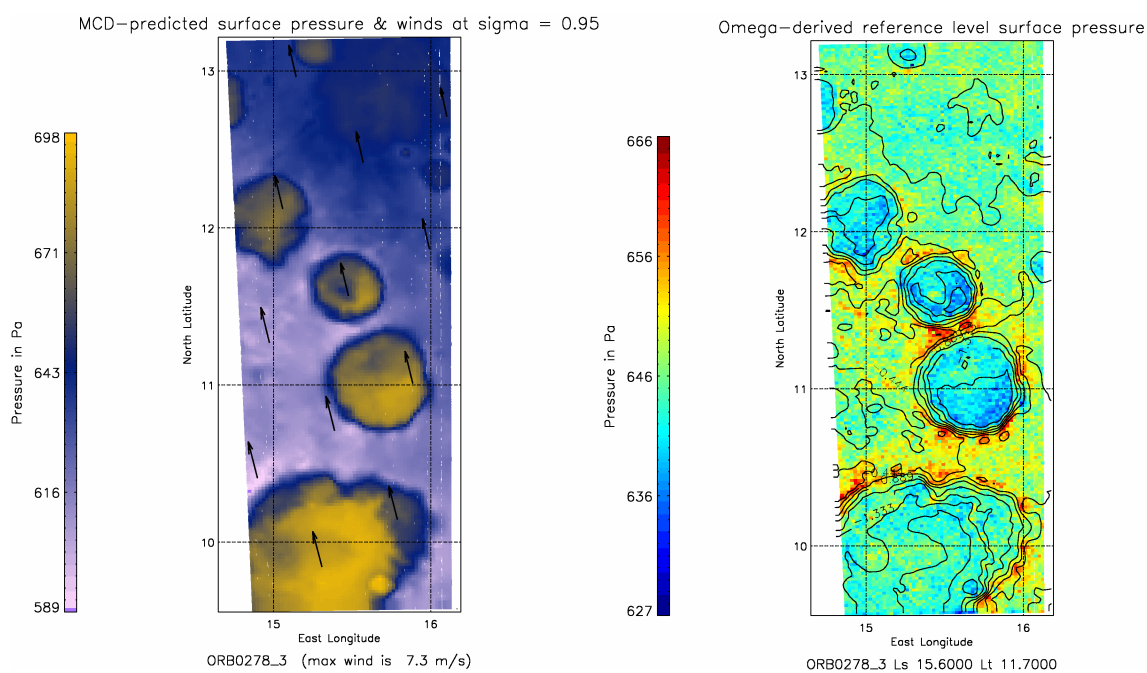 MCD-predicted surface pressure & winds at sigma = 0.95
698
671
643
616
589
Pressure in Pa
13
12
11
10
North Latitude
15
16
East Longitude
ORB0278_3 (max wind is 7.3 m/s)
Omega-derived reference level surface pressure
666
656
646
636
627
Pressure in Pa
13
12
11
10
North Latitude
-1.333
15
16
East Longitude
ORB0278_3 Ls 15.6000 Lt 11.7000